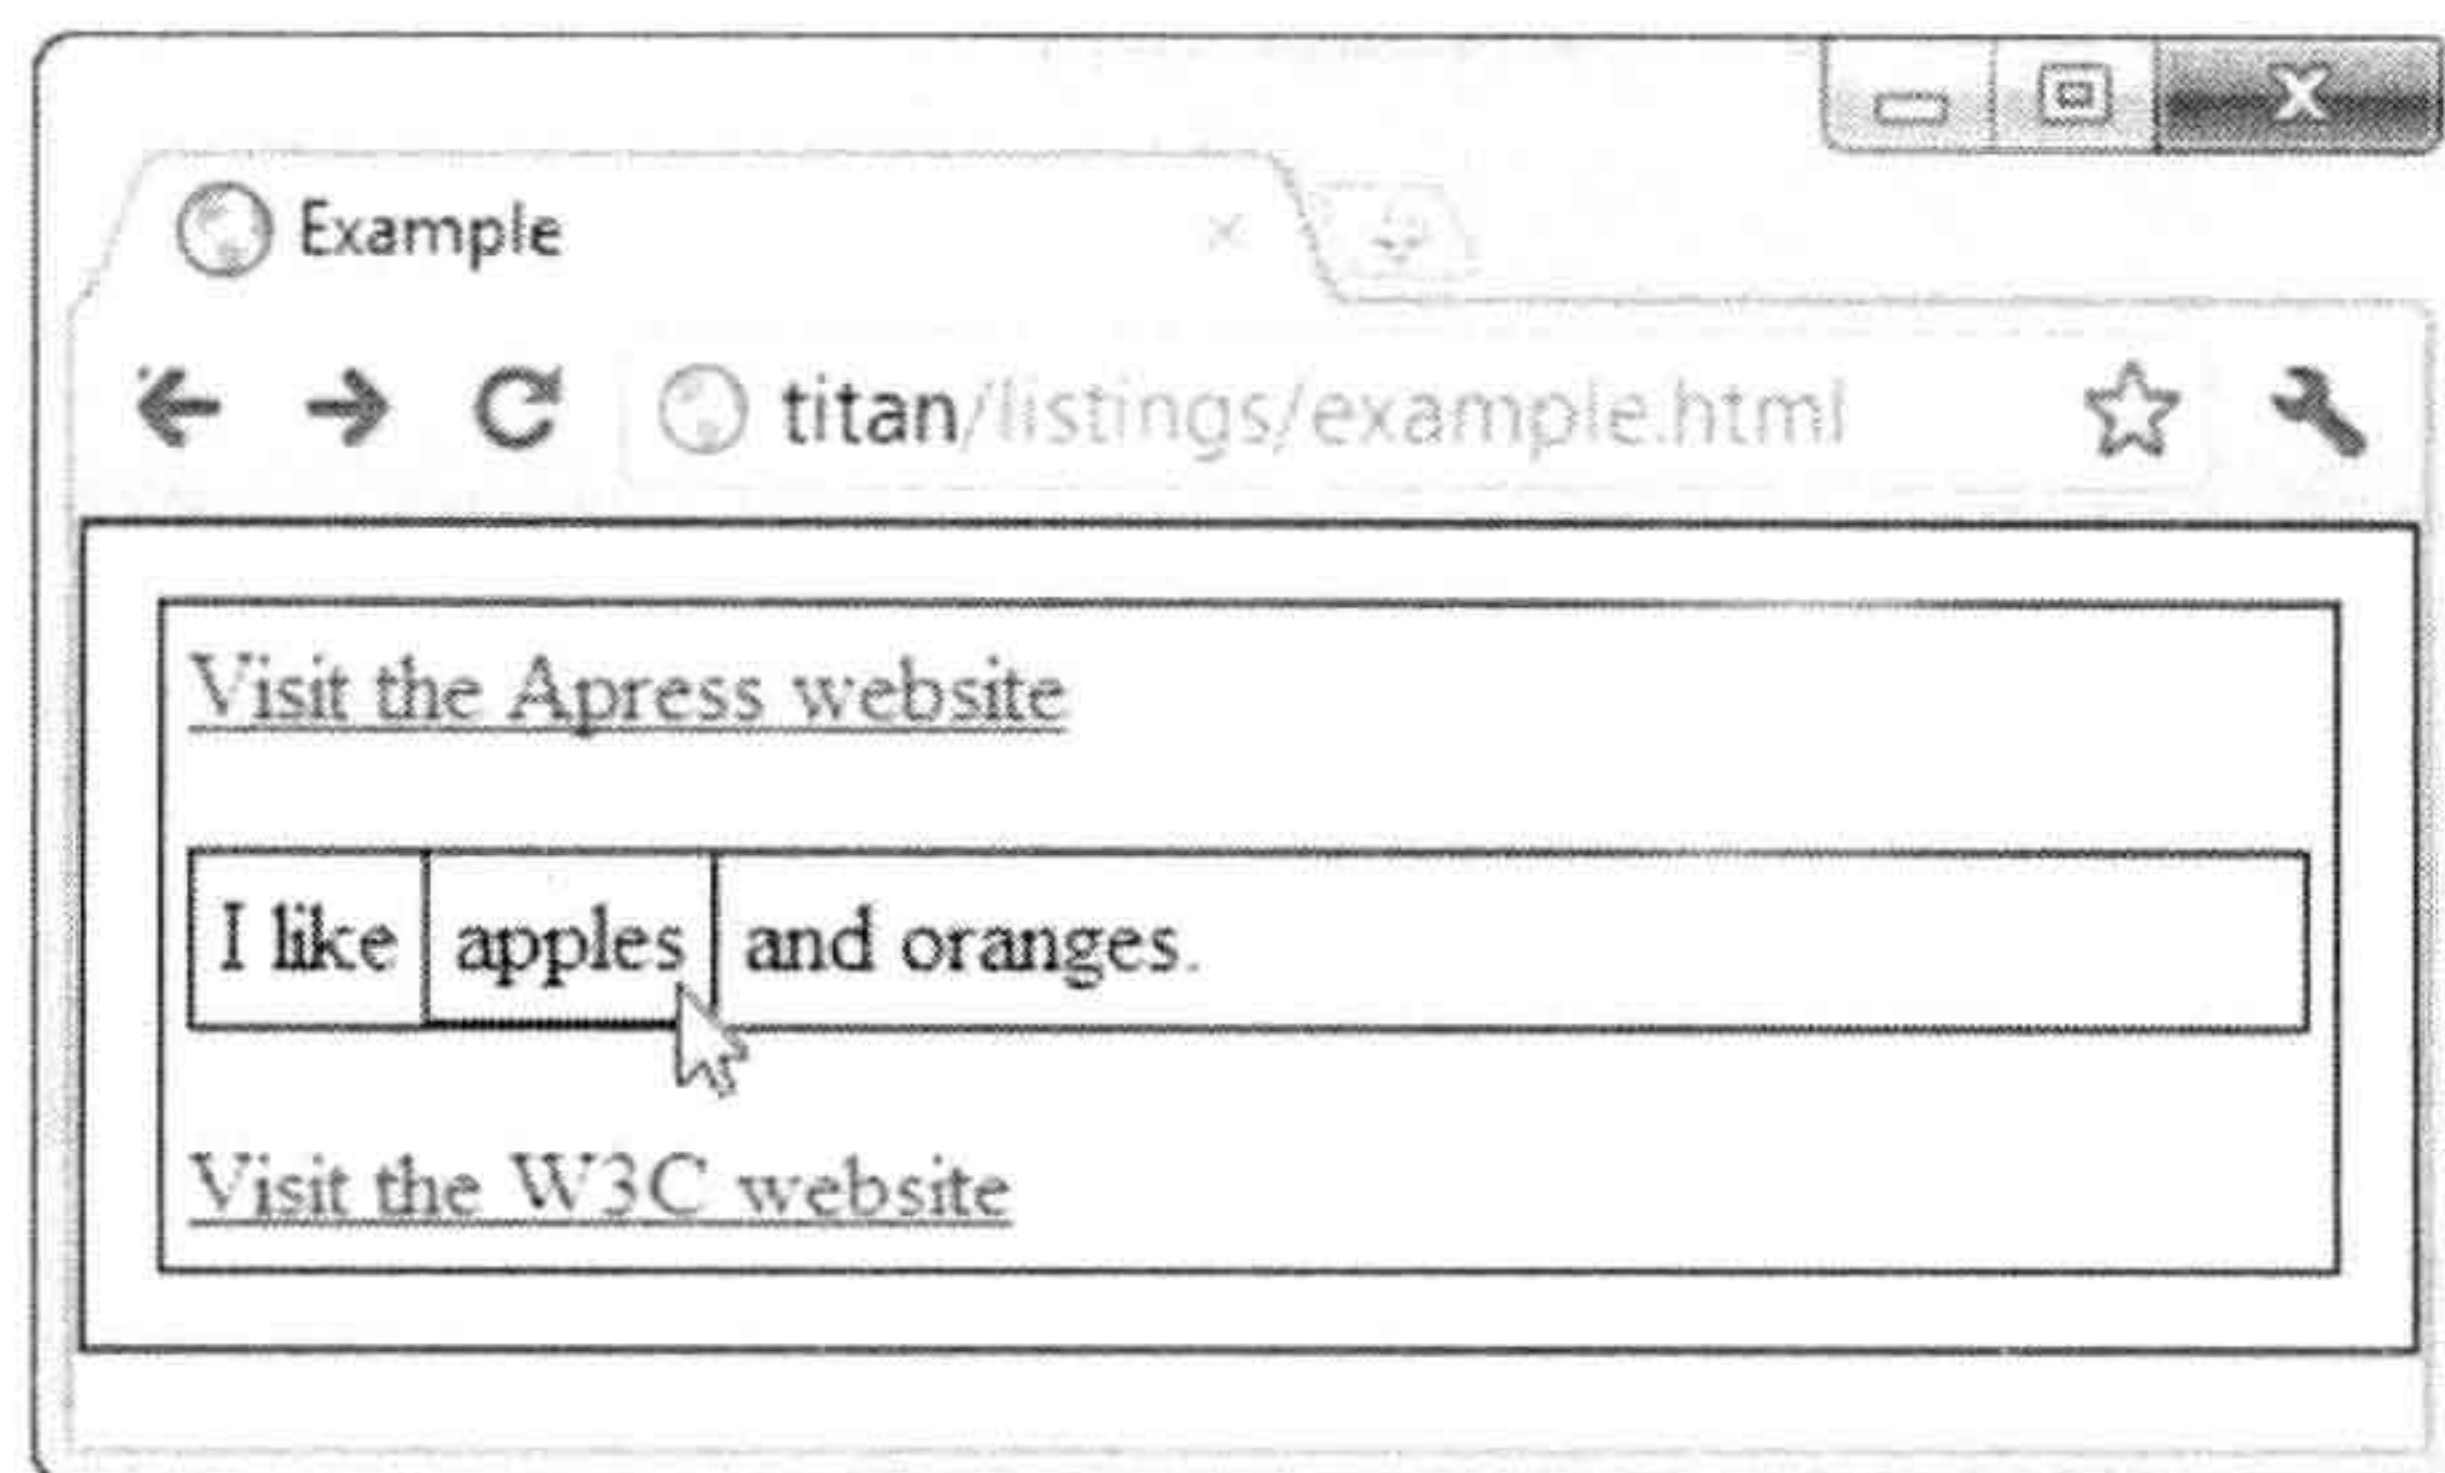 Example
titan/listings/example.html
Visit the Apress website
I like apples and oranges.
Visit the W3C website